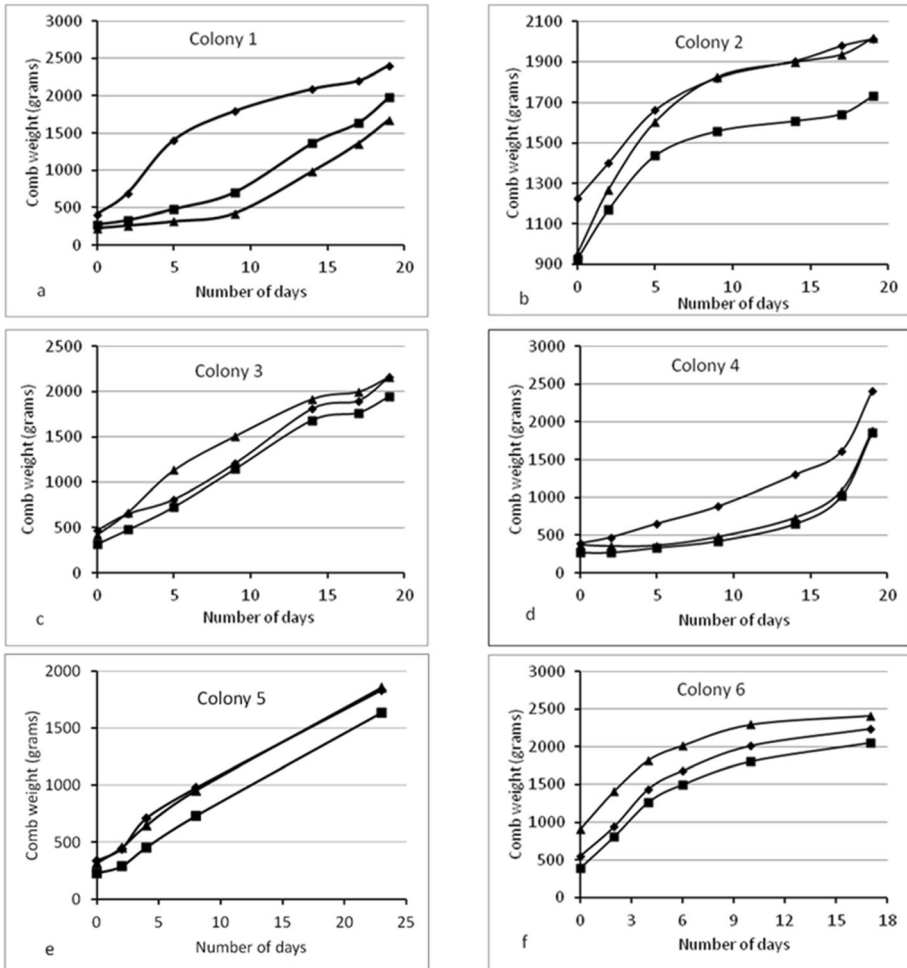 Colony 1
Comb weight (grams)
3000
2500
2000
1500
1000
500
0
0 5 10 15 20
Number of days
a
Colony 2
Comb weight (grams)
2100
1900
1700
1500
1300
1100
900
0 5 10 15 20
Number of days
b
Colony 3
Comb weight (grams)
2500
2000
1500
1000
500
0
0 5 10 15 20
Number of days
c
Colony 4
Comb weight (grams)
3000
2500
2000
1500
1000
500
0
0 5 10 15 20
Number of days
d
Colony 5
Comb weight (grams)
2000
1500
1000
500
0
0 5 10 15 20 25
Number of days
e
Colony 6
Comb weight (grams)
3000
2500
2000
1500
1000
500
0
0 3 6 9 12 15 18
Number of days
f